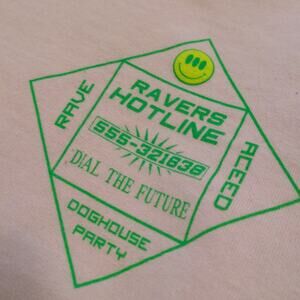 RAVE
RAVERS
HOTLINE
555-321838
DIAL THE FUTURE
ACEED
DOGHOUSE
PARTY